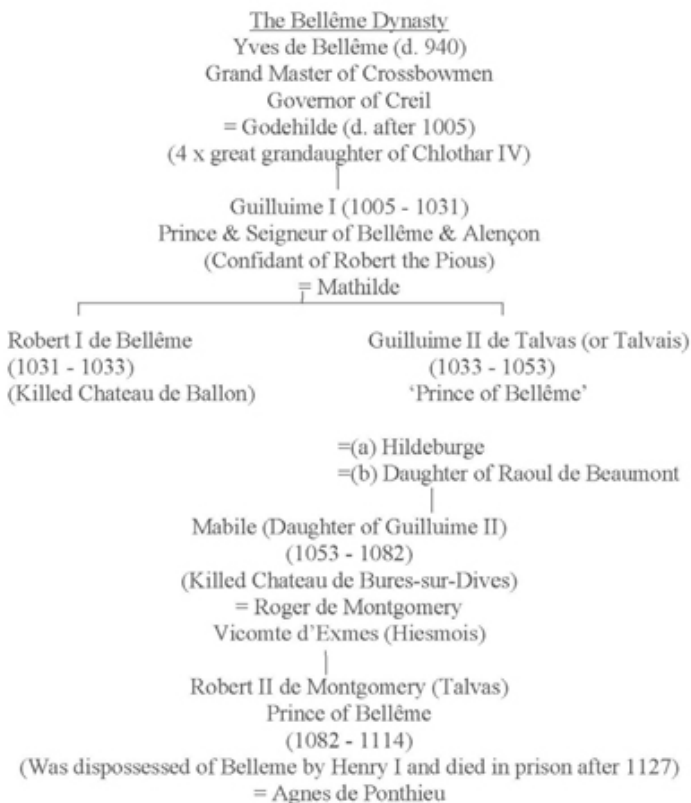 The Bellême Dynasty
Yves de Bellême (d. 940)
Grand Master of Crossbowmen
Governor of Creil
= Godehilde (d. after 1005)
(4 x great grandaughter of Chlothar IV)
Guilluime I (1005 - 1031)
Prince & Seigneur of Bellême & Alençon
(Confidant of Robert the Pious)
= Mathilde
Robert I de Bellême
(1031 - 1033)
(Killed Chateau de Ballon)
Guilluime II de Talvas (or Talvais)
(1033 - 1053)
‘Prince of Bellême’
=(a) Hildeburge
=(b) Daughter of Raoul de Beaumont
Mabile (Daughter of Guilluime II)
(1053 - 1082)
(Killed Chateau de Bures-sur-Dives)
= Roger de Montgomery
Vicomte d’Exmes (Hiesmois)
Robert II de Montgomery (Talvas)
Prince of Bellême
(1082 - 1114)
(Was dispossessed of Belleme by Henry I and died in prison after 1127)
= Agnes de Ponthieu